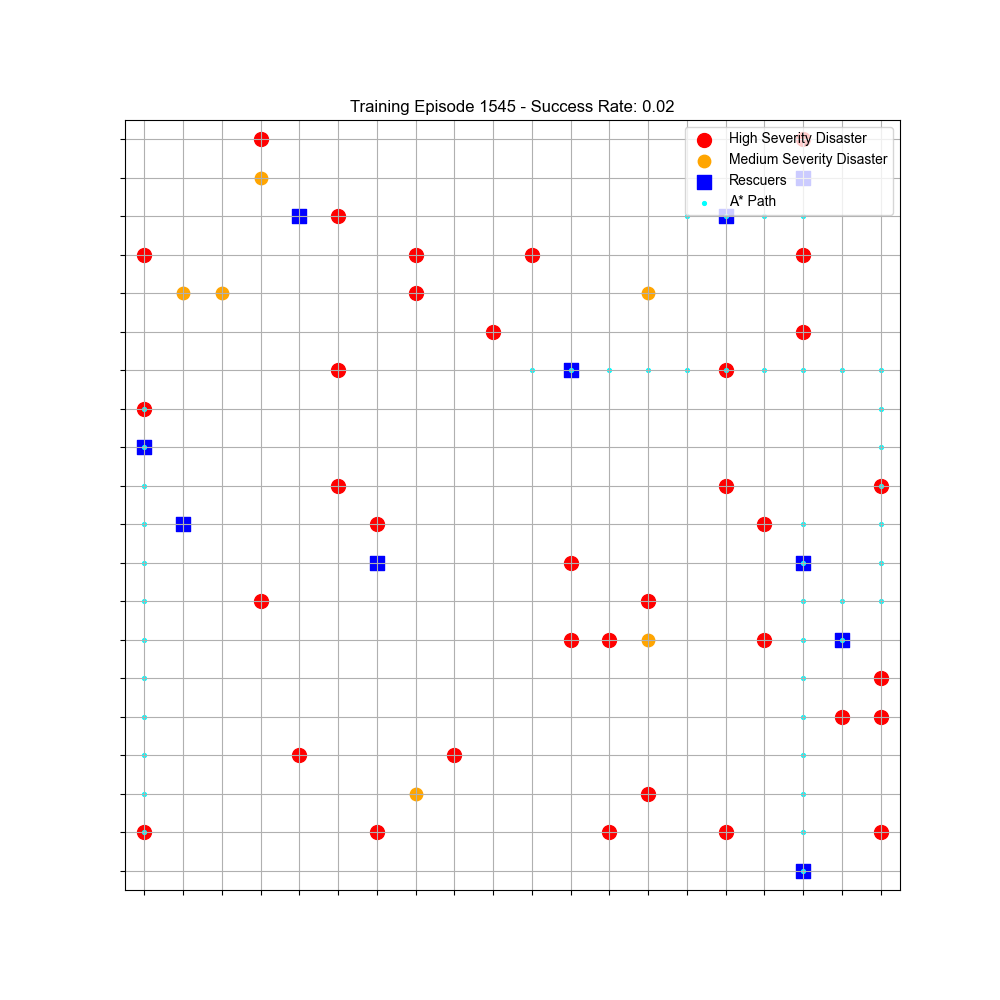 Training Episode 1545 - Success Rate: 0.02
High Severity Disaster
Medium Severity Disaster
Rescuers
A* Path